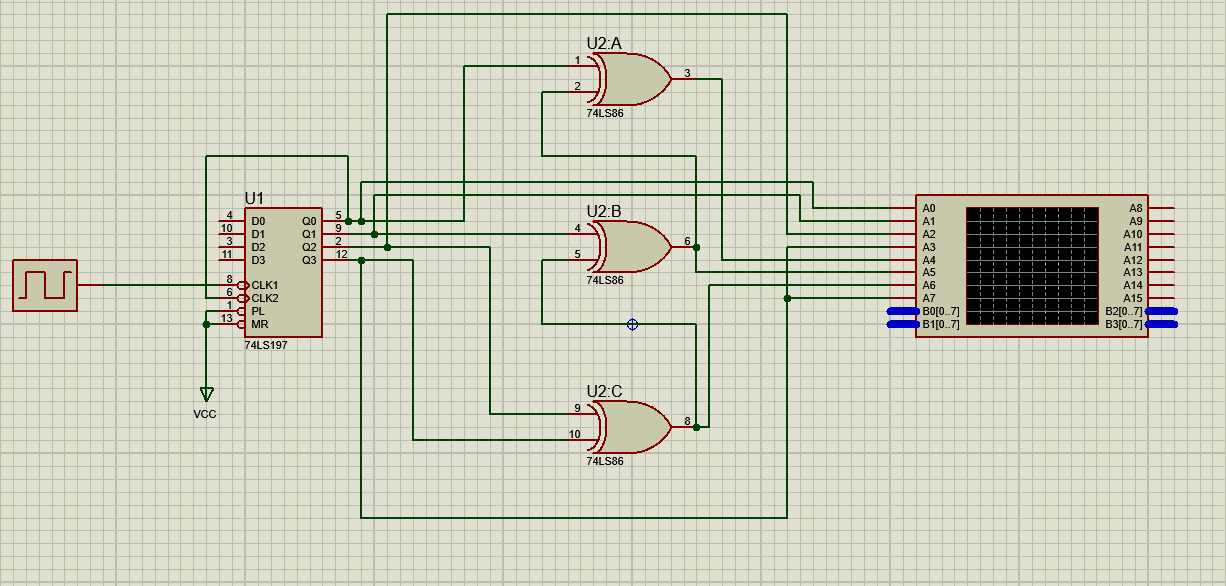 U2:A
1
2
3
74LS86
U1
4 D0 Q0 5
10 D1 Q1 9
3 D2 Q2 2
11 D3 Q3 12
8 CLK1
6 CLK2
1 PL
13 MR
74LS197
VCC
U2:B
4
5
6
74LS86
U2:C
9
10
8
74LS86
A0 A8
A1 A9
A2 A10
A3 A11
A4 A12
A5 A13
A6 A14
A7 A15
B0[0..7] B2[0..7]
B1[0..7] B3[0..7]